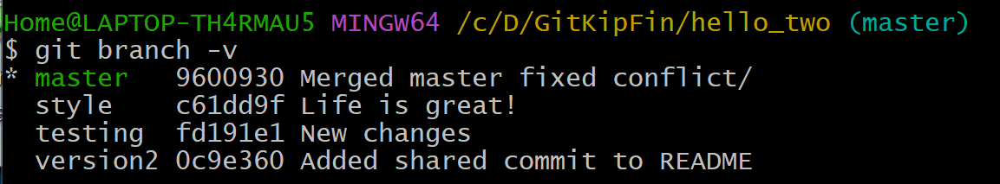 Home@LAPTOP-TH4RMAU5 MINGW64 /c/D/GitKipFin/hello_two (master)
$ git branch -v
* master   9600930 Merged master fixed conflict/
  style    c61dd9f Life is great!
  testing  fd191e1 New changes
  version2 0c9e360 Added shared commit to README